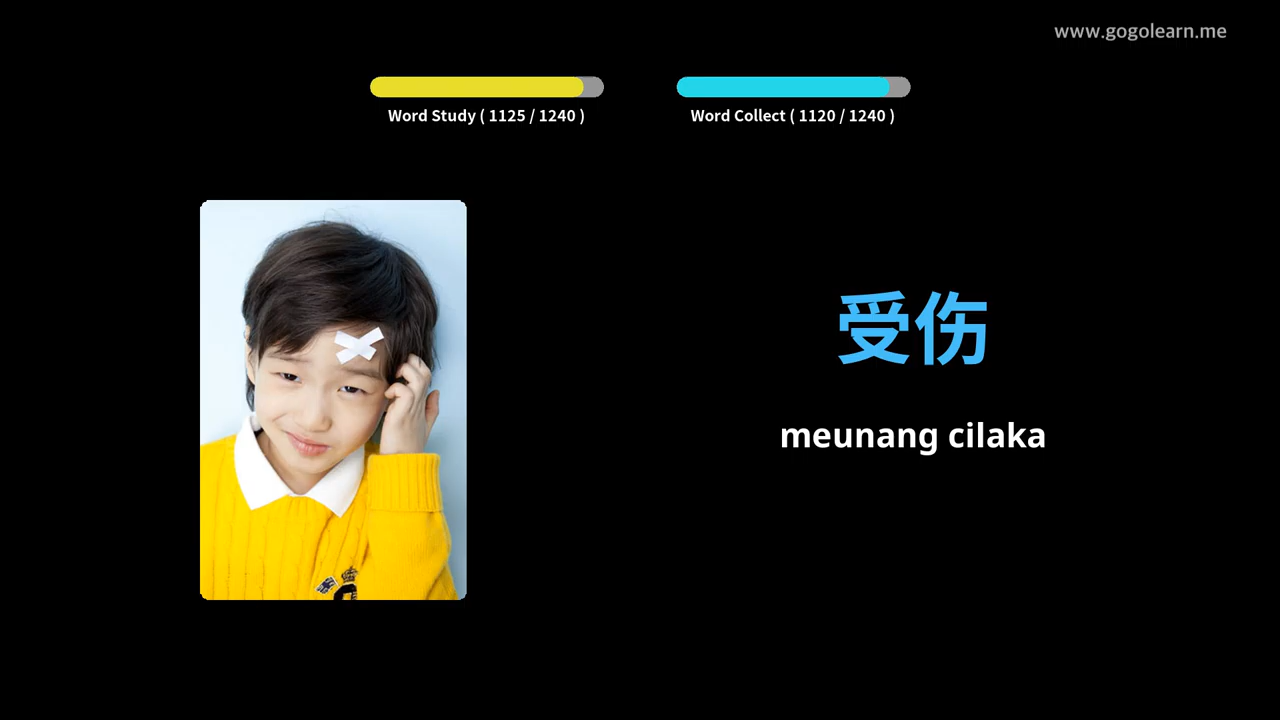 www.gogolearn.me
Word Study ( 1125 / 1240 )
Word Collect ( 1120 / 1240 )
受伤
meunang cilaka